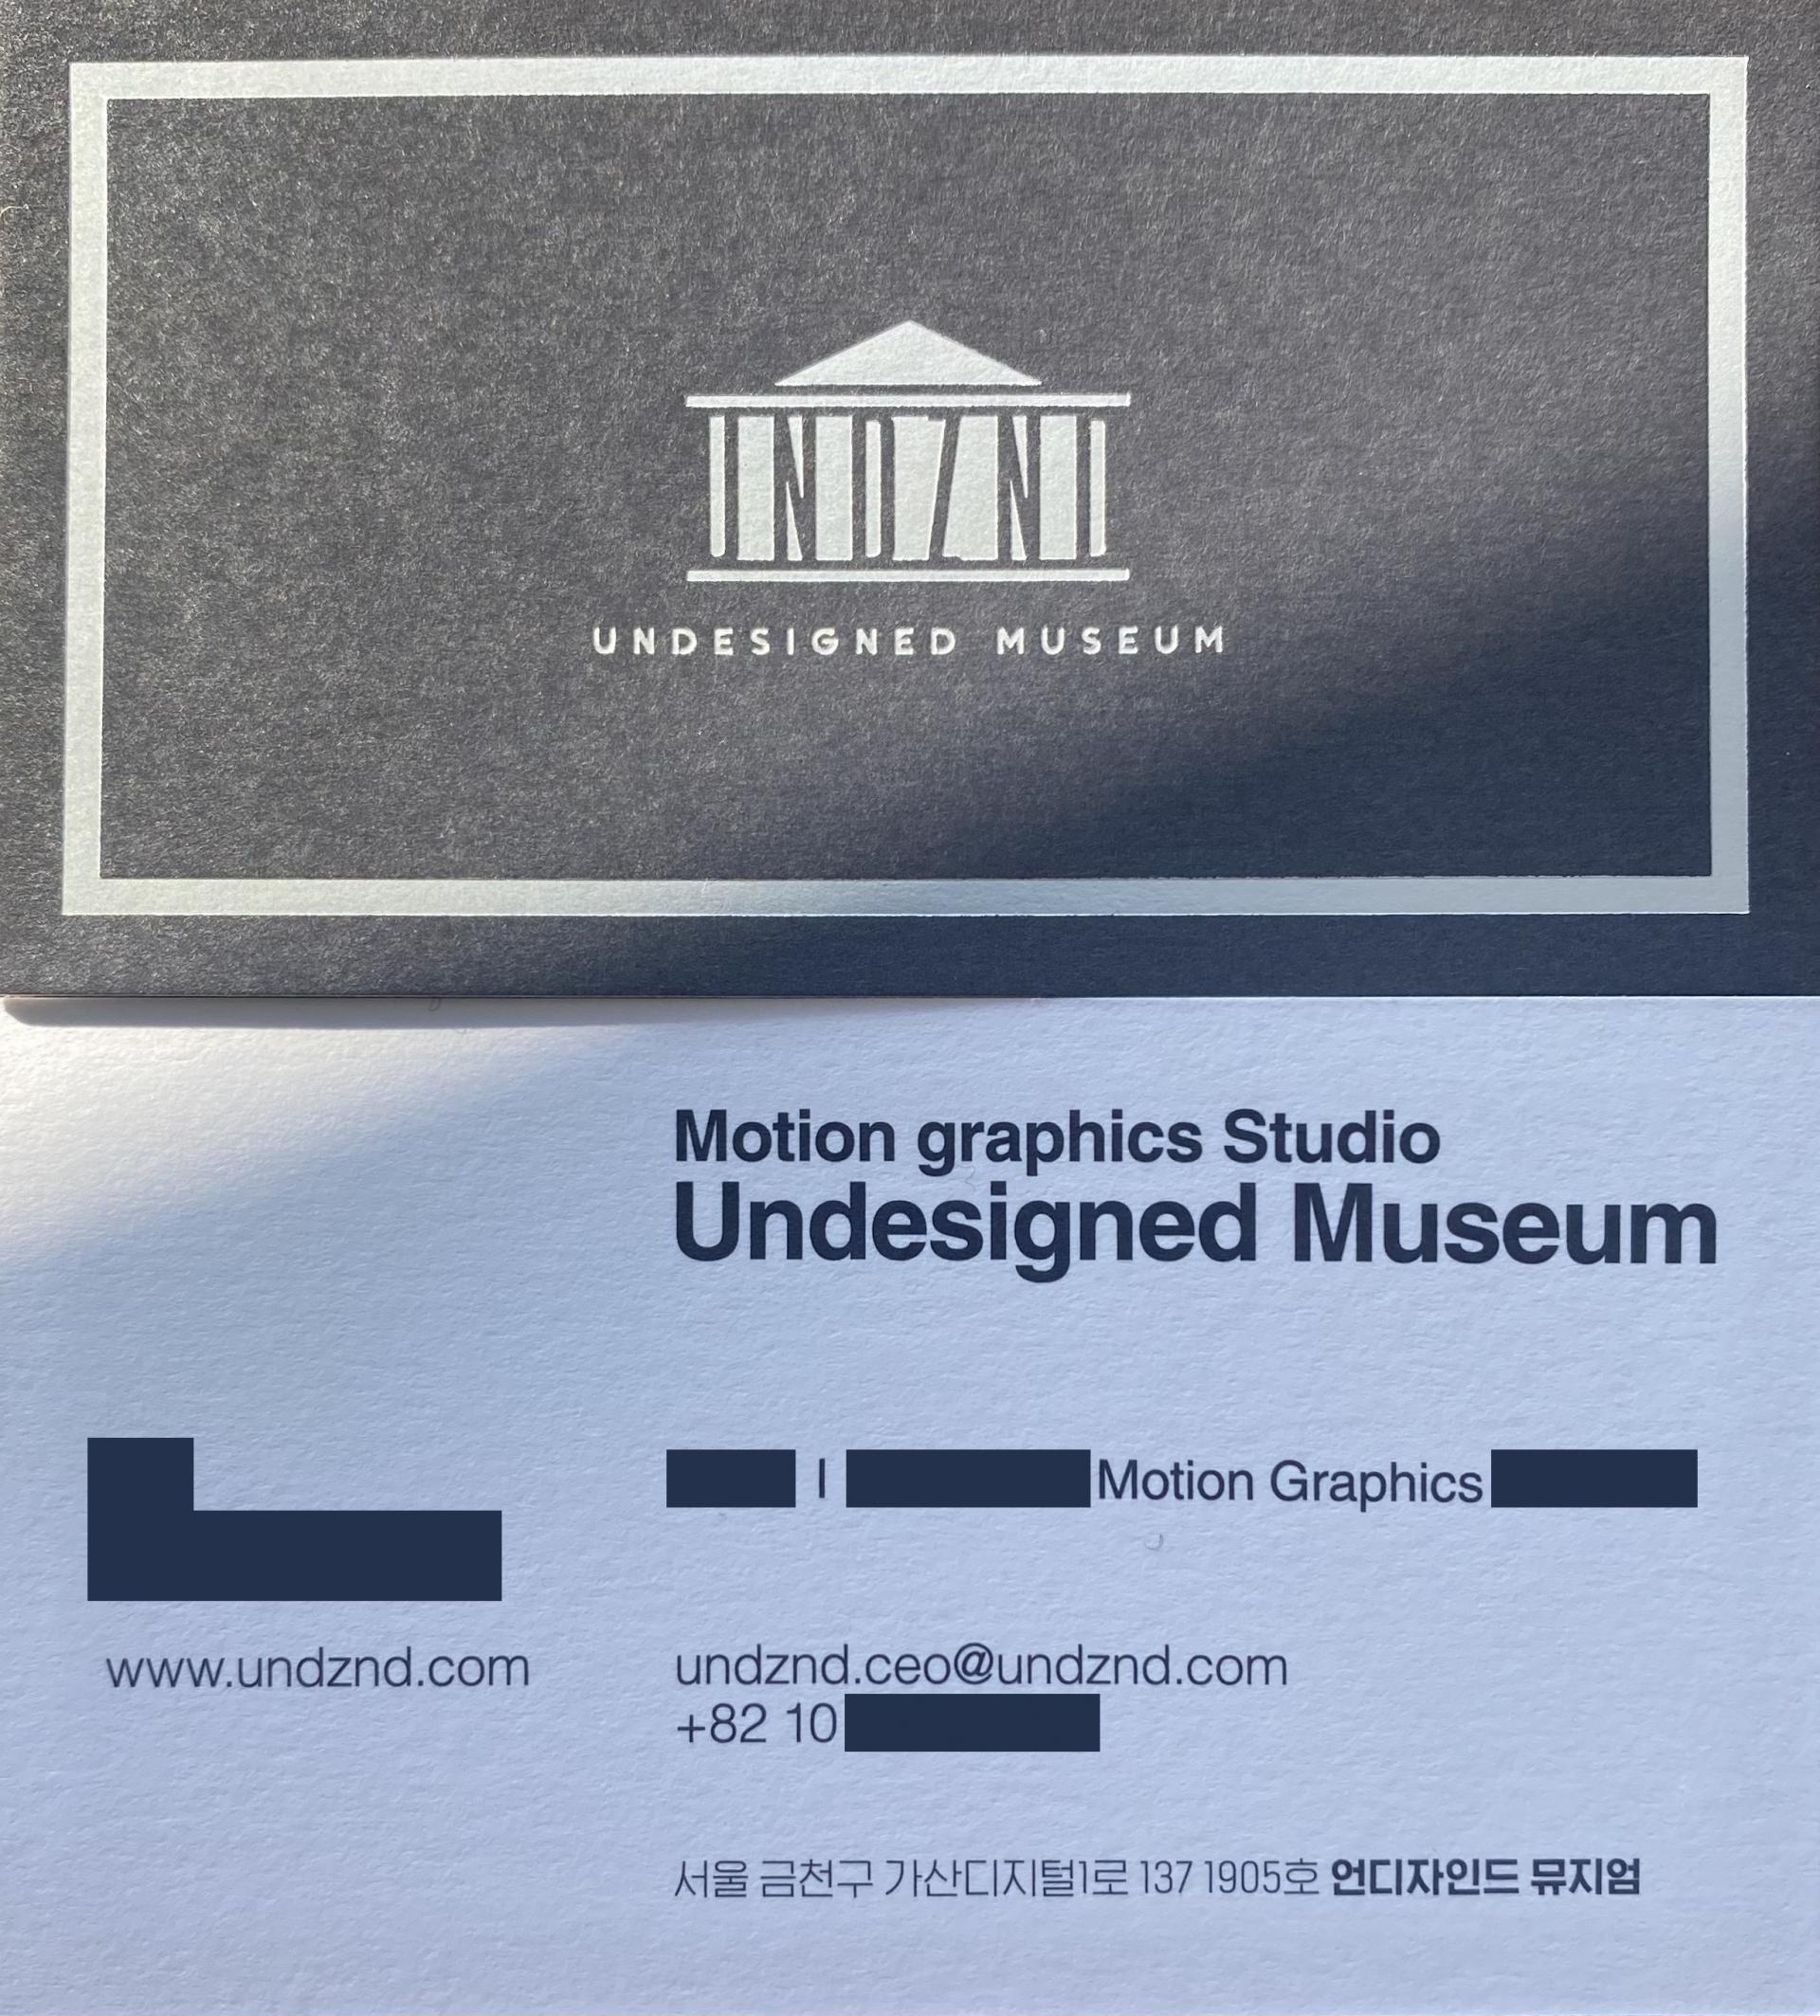 UNDZND
UNDESIGNED MUSEUM
Motion graphics Studio
Undesigned Museum
| Motion Graphics
www.undznd.com
undznd.ceo@undznd.com
+82 10
서울 금천구 가산디지털1로 137 1905호 언디자인드 뮤지엄